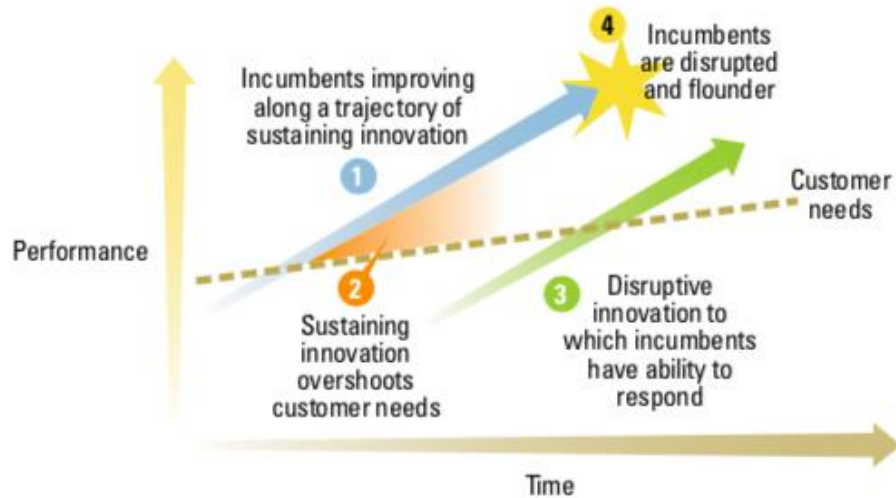 4
Incumbents
are disrupted
and flounder
Incumbents improving
along a trajectory of
sustaining innovation
1
Customer
needs
Performance
2
Sustaining
innovation
overshoots
customer needs
3
Disruptive
innovation to
which incumbents
have ability to
respond
Time